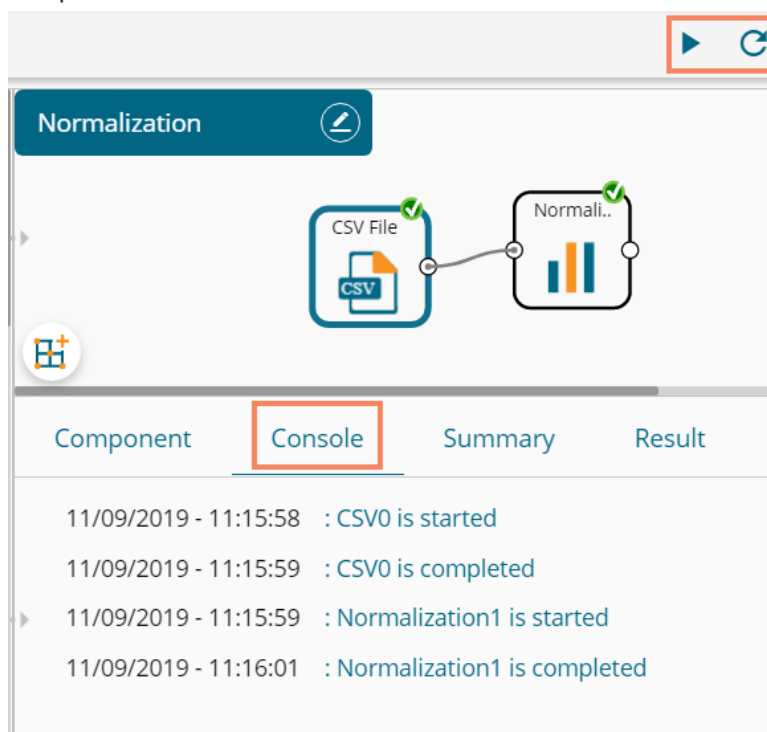 Normalization
CSV File
Normali..
CSV
Component Console Summary Result
11/09/2019 - 11:15:58 : CSV0 is started
11/09/2019 - 11:15:59 : CSV0 is completed
11/09/2019 - 11:15:59 : Normalization1 is started
11/09/2019 - 11:16:01 : Normalization1 is completed